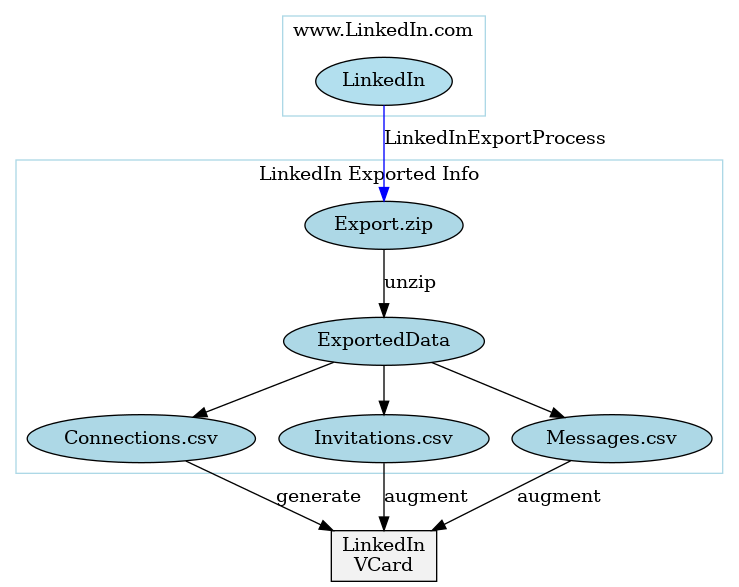 www.LinkedIn.com
LinkedIn
LinkedInExportProcess
LinkedIn Exported Info
Export.zip
unzip
ExportedData
Connections.csv
Invitations.csv
Messages.csv
generate
augment
augment
LinkedIn
VCard